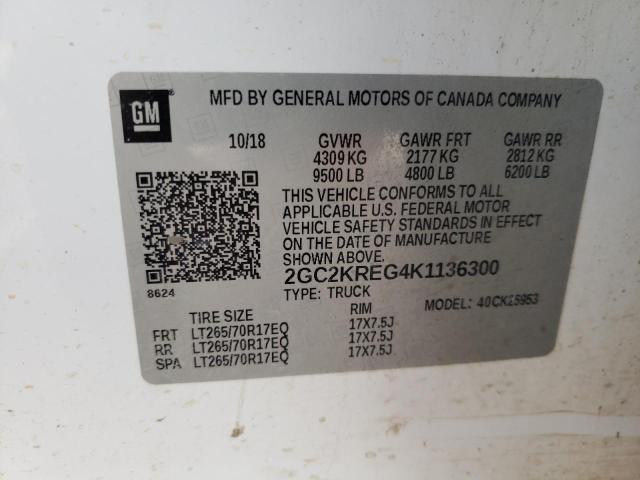 GM
MFD BY GENERAL MOTORS OF CANADA COMPANY
10/18 GVWR GAWR FRT GAWR RR
4309 KG 2177 KG 2812 KG
9500 LB 4800 LB 6200 LB
THIS VEHICLE CONFORMS TO ALL
APPLICABLE U.S. FEDERAL MOTOR
VEHICLE SAFETY STANDARDS IN EFFECT
ON THE DATE OF MANUFACTURE
SHOWN ABOVE.
2GC2KREG4K1136300
8624 TYPE: TRUCK MODEL: 40CK25953
TIRE SIZE RIM
FRT LT265/70R17EQ 17X7.5J
RR LT265/70R17EQ 17X7.5J
SPA LT265/70R17EQ 17X7.5J